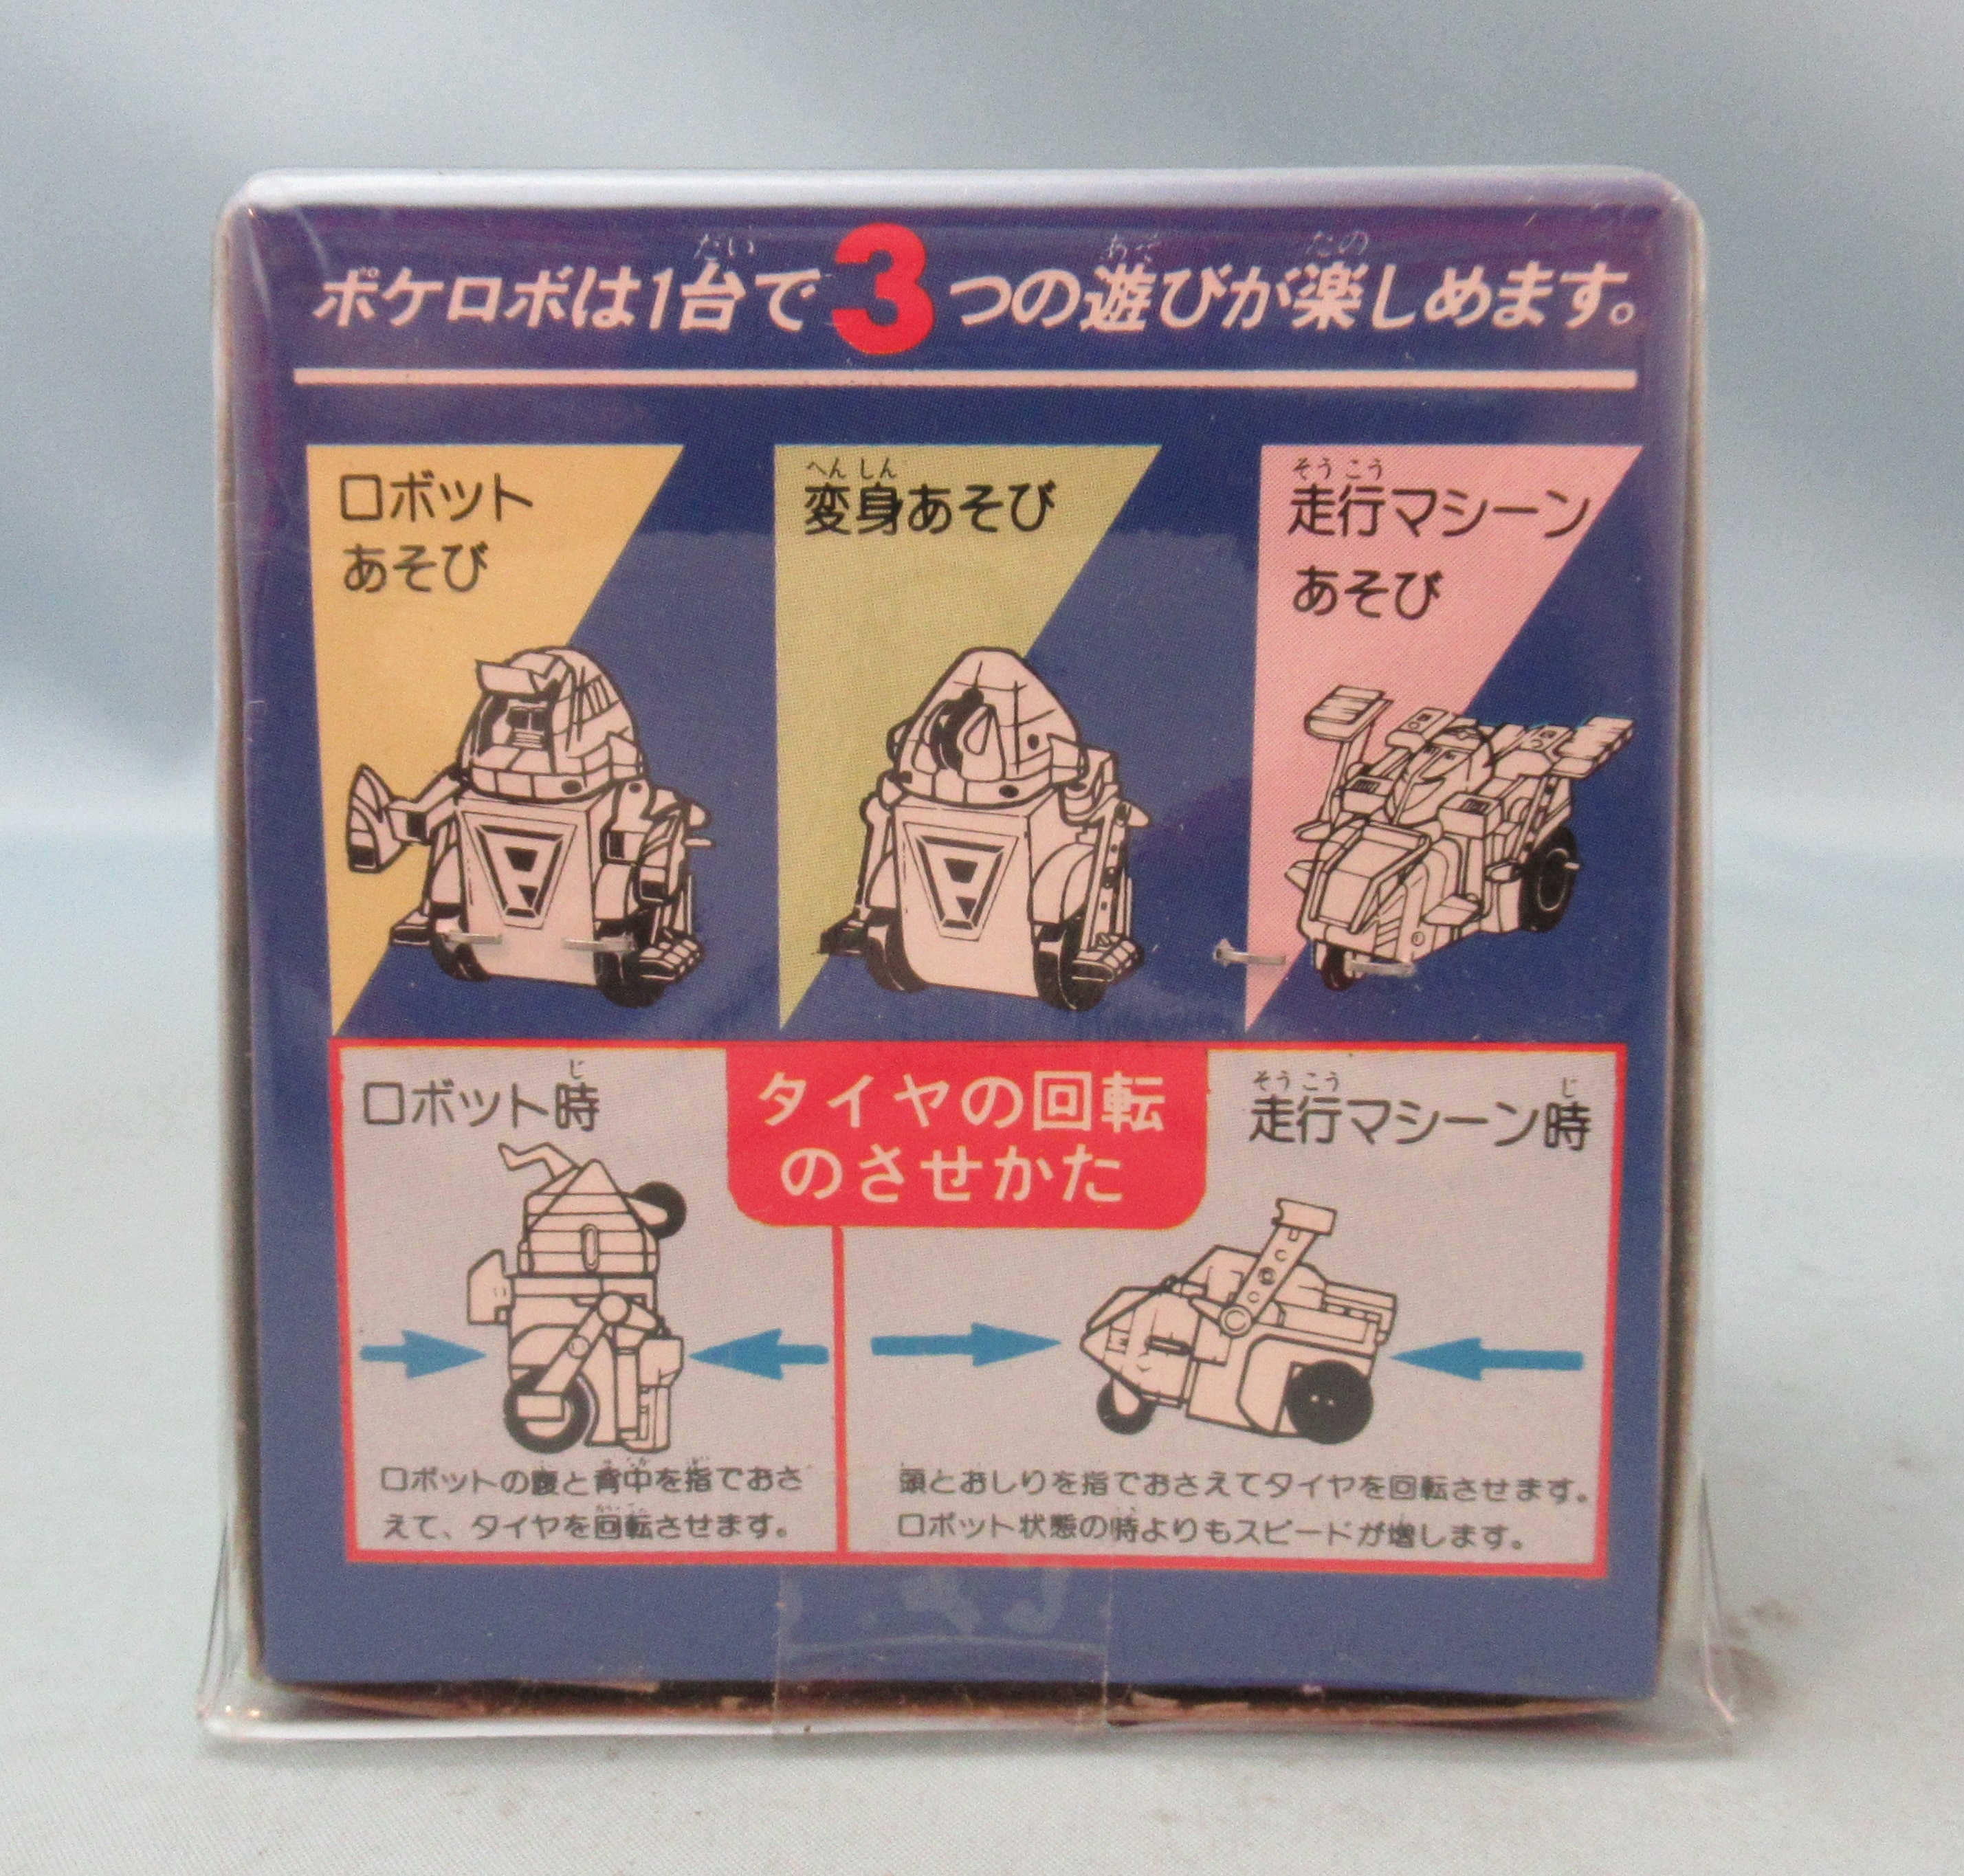 ポケロボは1台で3つの遊びが楽しめます。
ロボット
あそび
変身あそび
走行マシーン
あそび
ロボット時
タイヤの回転
のさせかた
走行マシーン時
ロボットの腹と背中を指でおさ
えて、タイヤを回転させます。
頭とおしりを指でおさえてタイヤを回転させます。
ロボット状態の時よりもスピードが増します。